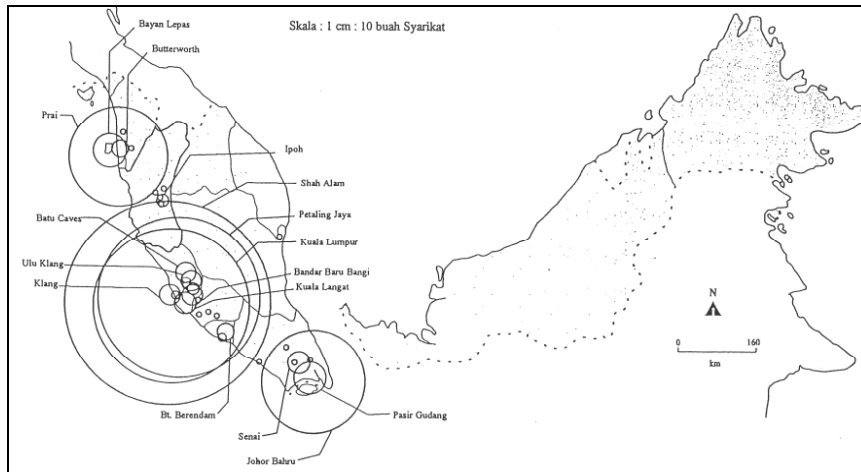 Skala : 1 cm : 10 buah Syarikat
Bayan Lepas
Butterworth
Prai
Ipoh
Shah Alam
Petaling Jaya
Batu Caves
Kuala Lumpur
Ulu Klang
Bandar Baru Bangi
Klang
Kuala Langat
N
0 160
km
Bt. Berendam
Pasir Gudang
Senai
Johor Bahru